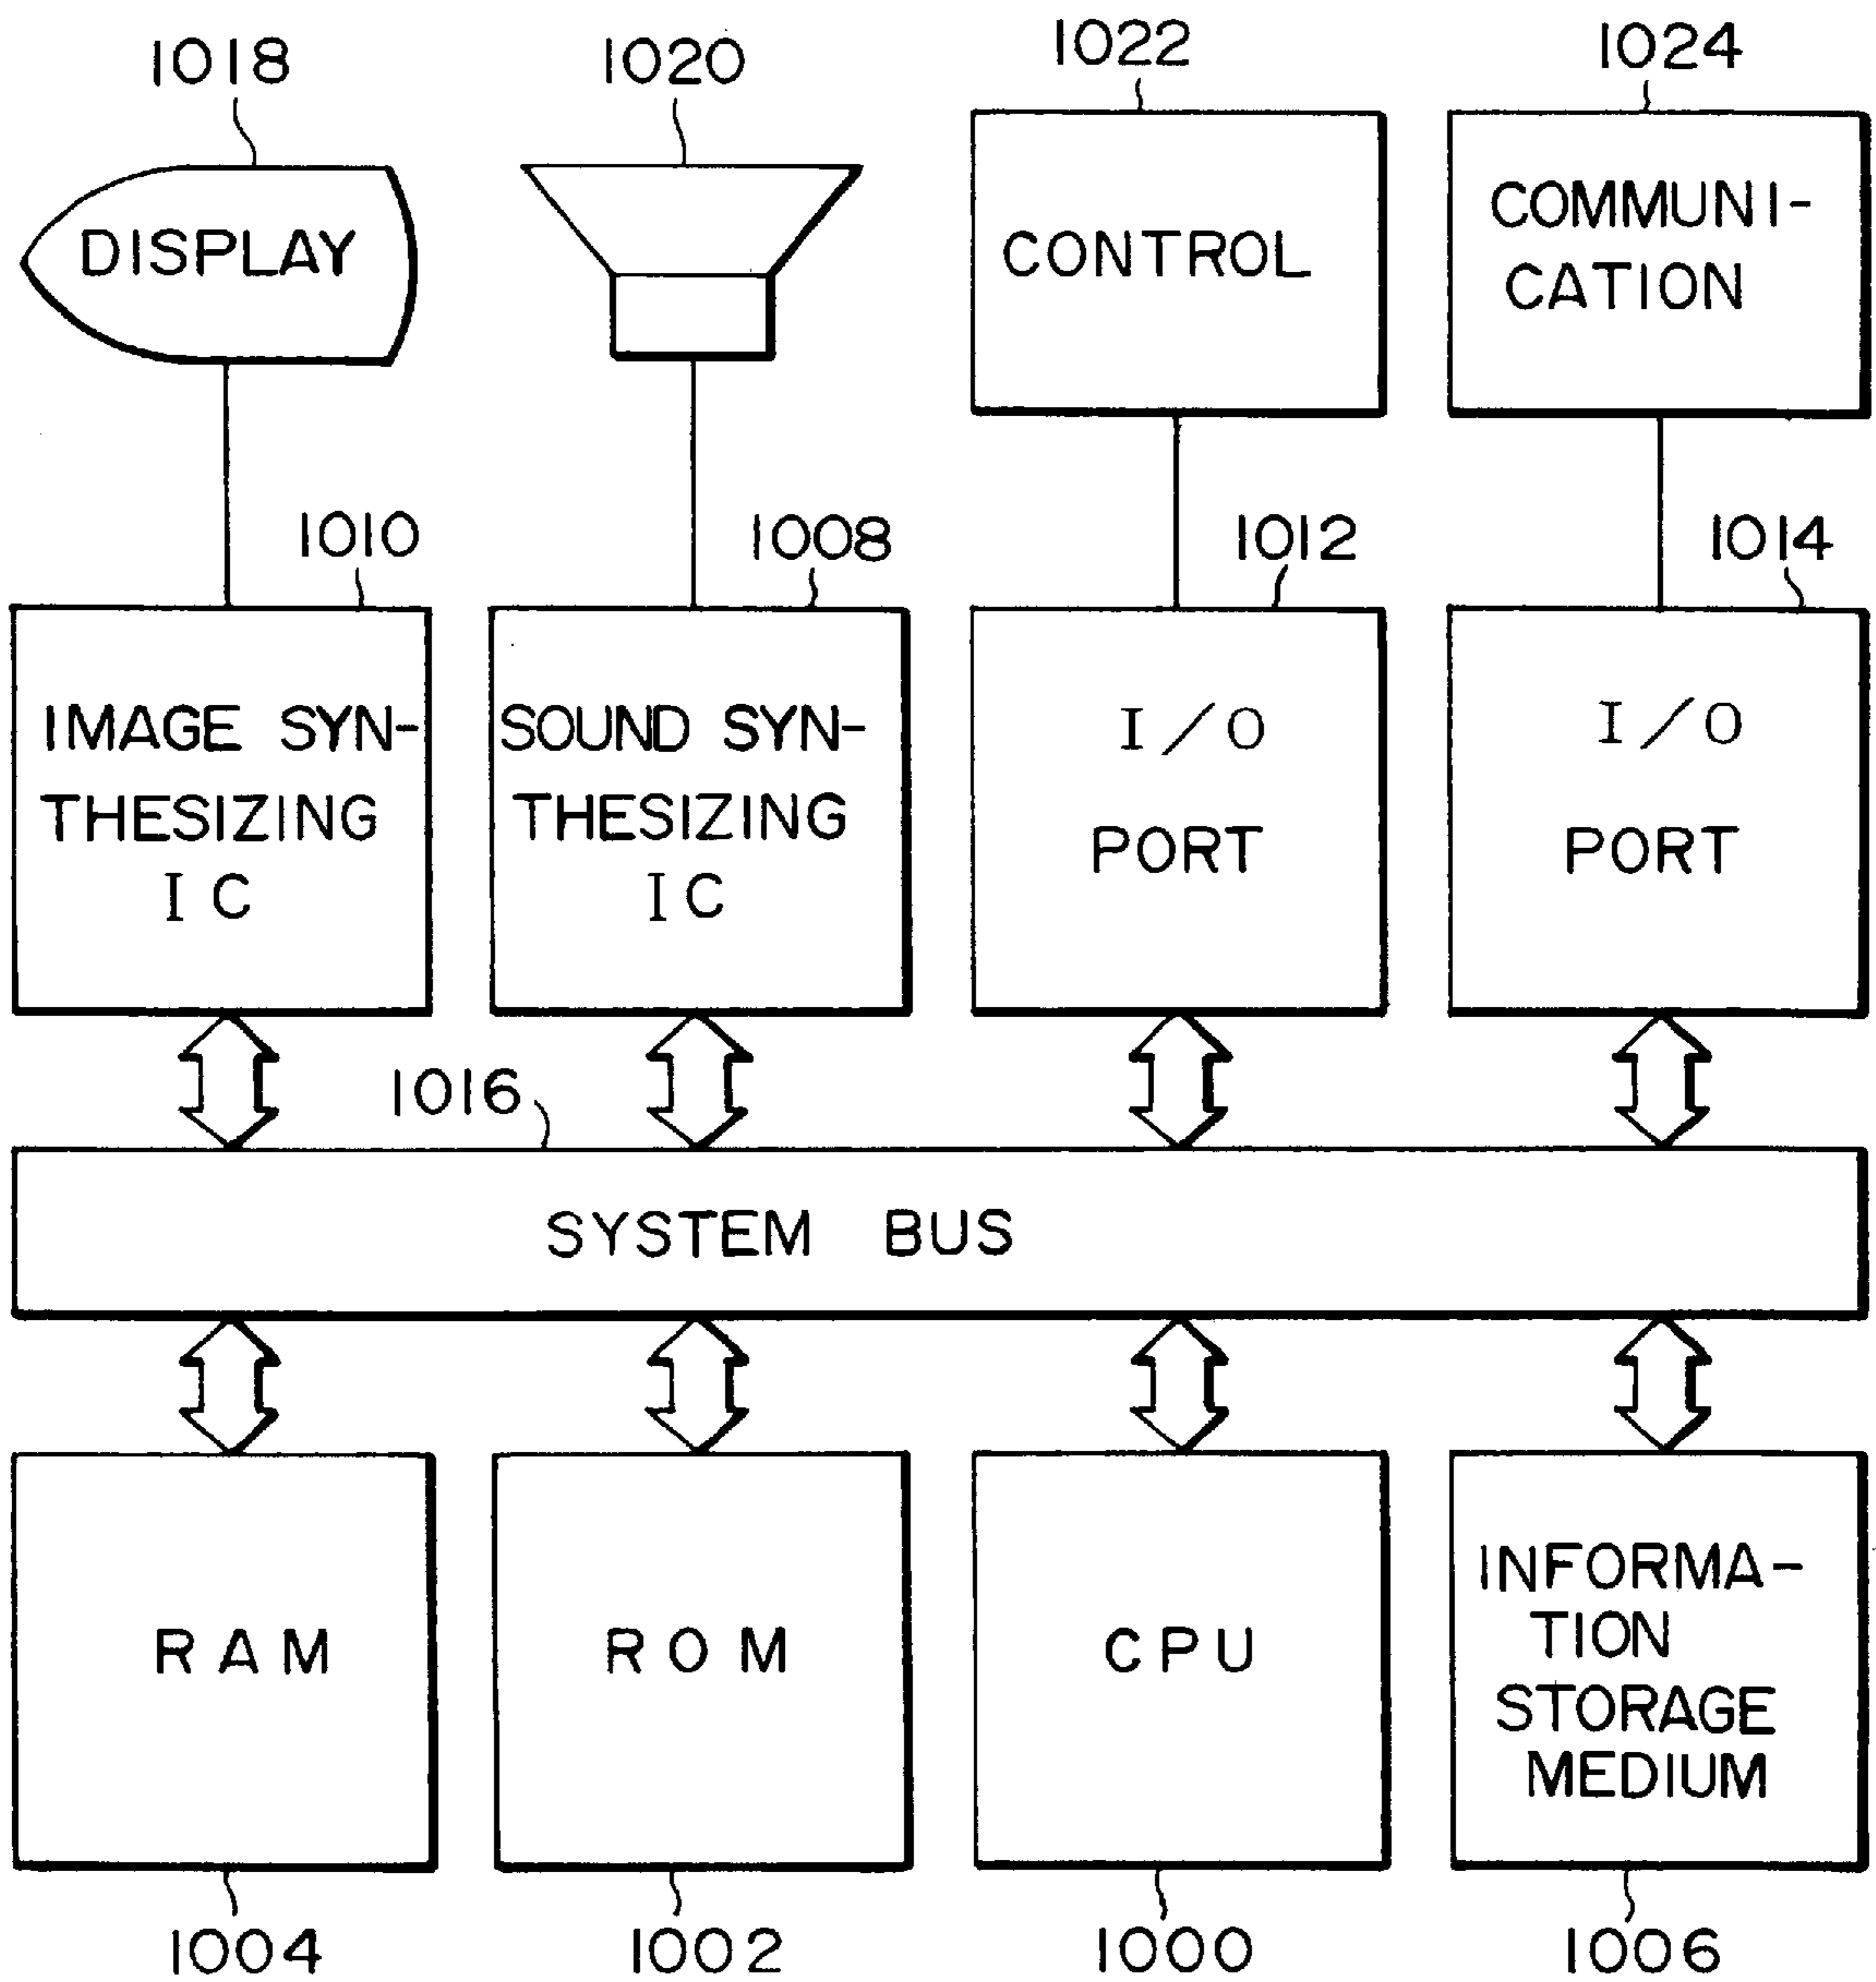 1018
1020
1022
1024
DISPLAY
CONTROL
COMMUNI-
CATION
1010
1008
1012
1014
IMAGE SYN-
THESIZING
IC
SOUND SYN-
THESIZING
IC
I/O
PORT
I/O
PORT
1016
SYSTEM BUS
RAM
ROM
CPU
INFORMA-
TION
STORAGE
MEDIUM
1004
1002
1000
1006